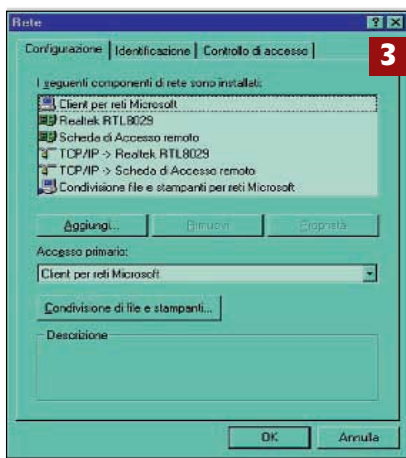 Rete
3
Configurazione Identificazione Controllo di accesso
I seguenti componenti di rete sono installati:
Client per reti Microsoft
Realtek RTL8029
Scheda di Accesso remoto
TCP/IP -> Realtek RTL8029
TCP/IP -> Scheda di Accesso remoto
Condivisione file e stampanti per reti Microsoft
Aggiungi... Rimuovi Proprietà
Accesso primario:
Client per reti Microsoft
Condivisione di file e stampanti...
Descrizione
OK Annulla